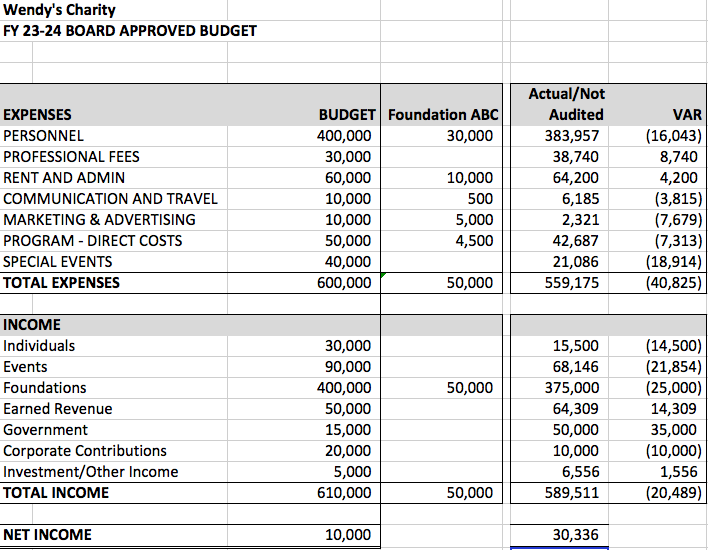 Wendy's Charity
FY 23-24 BOARD APPROVED BUDGET
EXPENSES BUDGET Foundation ABC Actual/Not Audited VAR
PERSONNEL 400,000 30,000 383,957 (16,043)
PROFESSIONAL FEES 30,000 38,740 8,740
RENT AND ADMIN 60,000 10,000 64,200 4,200
COMMUNICATION AND TRAVEL 10,000 500 6,185 (3,815)
MARKETING & ADVERTISING 10,000 5,000 2,321 (7,679)
PROGRAM - DIRECT COSTS 50,000 4,500 42,687 (7,313)
SPECIAL EVENTS 40,000 21,086 (18,914)
TOTAL EXPENSES 600,000 50,000 559,175 (40,825)
INCOME
Individuals 30,000 15,500 (14,500)
Events 90,000 68,146 (21,854)
Foundations 400,000 50,000 375,000 (25,000)
Earned Revenue 50,000 64,309 14,309
Government 15,000 50,000 35,000
Corporate Contributions 20,000 10,000 (10,000)
Investment/Other Income 5,000 6,556 1,556
TOTAL INCOME 610,000 50,000 589,511 (20,489)
NET INCOME 10,000 30,336